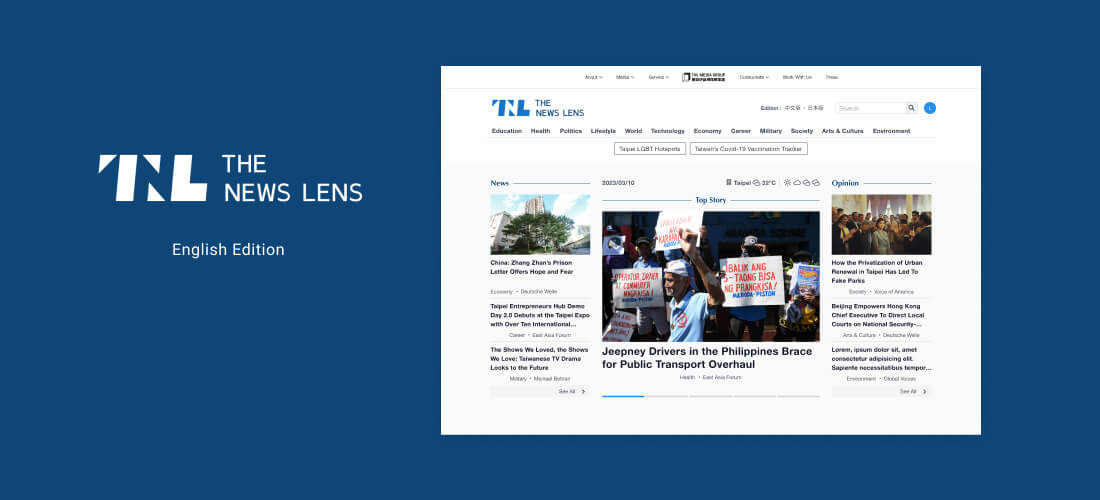 TNL THE
NEWS LENS
English Edition
About
Media
Service
TNL MEDIA GROUP
Collaborate
Work With Us
Press
TNL THE
NEWS LENS
Edition : 中文版 · 日本版
Search
L
Education Health Politics Lifestyle World Technology Economy Career Military Society Arts & Culture Environment
Taipei LGBT Hotspots
Taiwan's Covid-19 Vaccination Tracker
News
China: Zhang Zhan's Prison
Letter Offers Hope and Fear
Economy • Deutsche Welle
Taipei Entrepreneurs Hub Demo
Day 2.0 Debuts at the Taipei Expo
with Over Ten International...
Career • East Asia Forum
The Shows We Loved, the Shows
We Love: Taiwanese TV Drama
Looks to the Future
Military • Michael Beltran
See All
2023/03/10
Taipei 32°C
Top Story
OPERATOR, DRIVER
AT COMMUTER
MAGKAISA!
IBALIK ANG
5-TAONG BISA
NG PRANGKISA!
MANODA-PISTON
Jeepney Drivers in the Philippines Brace
for Public Transport Overhaul
Health • East Asia Forum
Opinion
How the Privatization of Urban
Renewal in Taipei Has Led To
Fake Parks
Society • Voice of America
Beijing Empowers Hong Kong
Chief Executive To Direct Local
Courts on National Security-...
Arts & Culture • Deutsche Welle
Lorem, ipsum dolor sit, amet
consectetur adipisicing elit.
Sapiente necessitatibus tempor...
Environment • Global Voices
See All